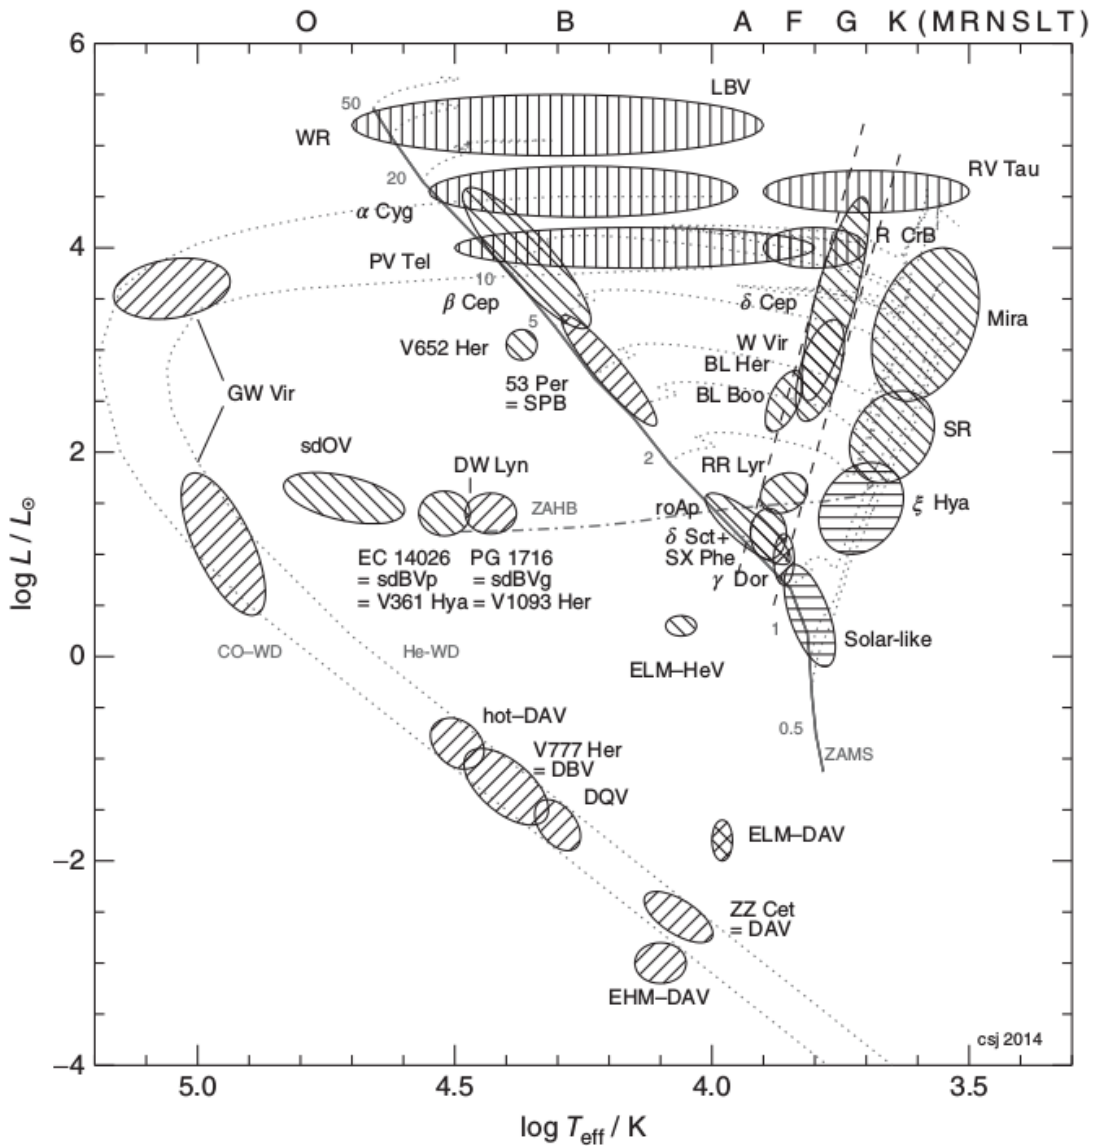 O B A F G K (M R N S L T)
6
LBV
50
WR
RV Tau
20
α Cyg
R CrB
4
PV Tel
10
β Cep
δ Cep
Mira
5
V652 Her
W Vir
BL Her
53 Per
= SPB
BL Boo
GW Vir
SR
sdOV
2
DW Lyn
2
RR Lyr
ZAHB
roAp
ξ Hya
δ Sct+
SX Phe
γ Dor
EC 14026
= sdBVp
= V361 Hya
PG 1716
= sdBVg
= V1093 Her
log L / L☉
1
Solar-like
0
CO–WD
He-WD
ELM–HeV
hot–DAV
0.5
V777 Her
= DBV
ZAMS
DQV
ELM–DAV
–2
ZZ Cet
= DAV
EHM–DAV
csj 2014
–4
5.0 4.5 4.0 3.5
log Teff / K